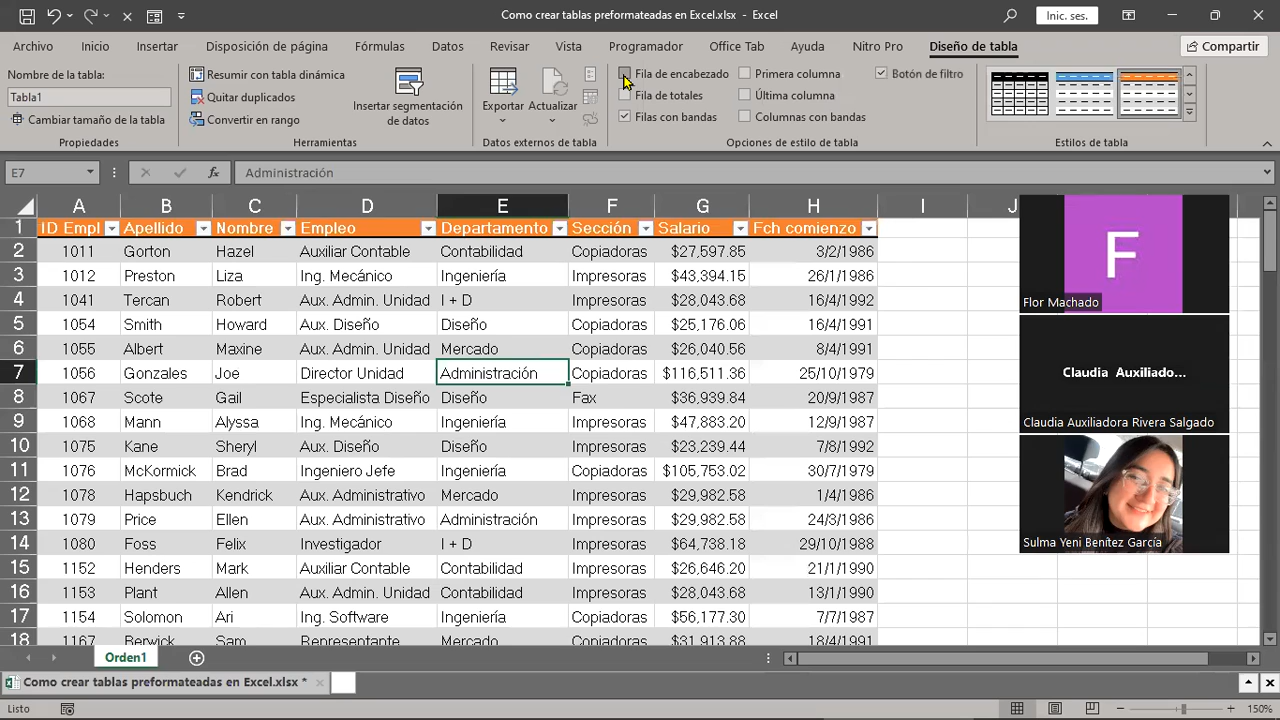 Como crear tablas preformateadas en Excel.xlsx - Excel
Inic. ses.
Archivo Inicio Insertar Disposición de página Fórmulas Datos Revisar Vista Programador Office Tab Ayuda Nitro Pro Diseño de tabla Compartir
Nombre de la tabla:
Tabla1
Cambiar tamaño de la tabla
Propiedades
Resumir con tabla dinámica
Quitar duplicados
Convertir en rango
Insertar segmentación
de datos
Herramientas
Exportar Actualizar
Datos externos de tabla
Fila de encabezado
Fila de totales
Filas con bandas
Primera columna
Última columna
Columnas con bandas
Botón de filtro
Opciones de estilo de tabla
Estilos de tabla
E7 fx Administración
A B C D E F G H I J
1 ID Empl Apellido Nombre Empleo Departamento Sección Salario Fch comienzo
2 1011 Gorton Hazel Auxiliar Contable Contabilidad Copiadoras $27,597.85 3/2/1986
3 1012 Preston Liza Ing. Mecánico Ingeniería Impresoras $43,394.15 26/1/1986
4 1041 Tercan Robert Aux. Admin. Unidad I + D Impresoras $28,043.68 16/4/1992
5 1054 Smith Howard Aux. Diseño Diseño Copiadoras $25,176.06 16/4/1991
6 1055 Albert Maxine Aux. Admin. Unidad Mercado Copiadoras $26,040.56 8/4/1991
7 1056 Gonzales Joe Director Unidad Administración Copiadoras $116,511.36 25/10/1979
8 1067 Scote Gail Especialista Diseño Diseño Fax $36,939.84 20/9/1987
9 1068 Mann Alyssa Ing. Mecánico Ingeniería Impresoras $47,883.20 12/9/1987
10 1075 Kane Sheryl Aux. Diseño Diseño Impresoras $23,239.44 7/8/1992
11 1076 McKormick Brad Ingeniero Jefe Ingeniería Copiadoras $105,753.02 30/7/1979
12 1078 Hapsbuch Kendrick Aux. Administrativo Mercado Impresoras $29,982.58 1/4/1986
13 1079 Price Ellen Aux. Administrativo Administración Impresoras $29,982.58 24/3/1986
14 1080 Foss Felix Investigador I + D Impresoras $64,738.18 29/10/1988
15 1152 Henders Mark Auxiliar Contable Contabilidad Impresoras $26,646.20 21/1/1990
16 1153 Plant Allen Aux. Admin. Unidad Contabilidad Impresoras $28,043.68 13/1/1990
17 1154 Solomon Ari Ing. Software Ingeniería Impresoras $56,177.30 7/7/1987
18 1167 Berwick Sam Representante Mercado Copiadoras $31,913.88 18/4/1991
F
Flor Machado
Claudia Auxiliado...
Claudia Auxiliadora Rivera Salgado
Sulma Yeni Benítez García
Orden1
Como crear tablas preformateadas en Excel.xlsx *
Listo
150%